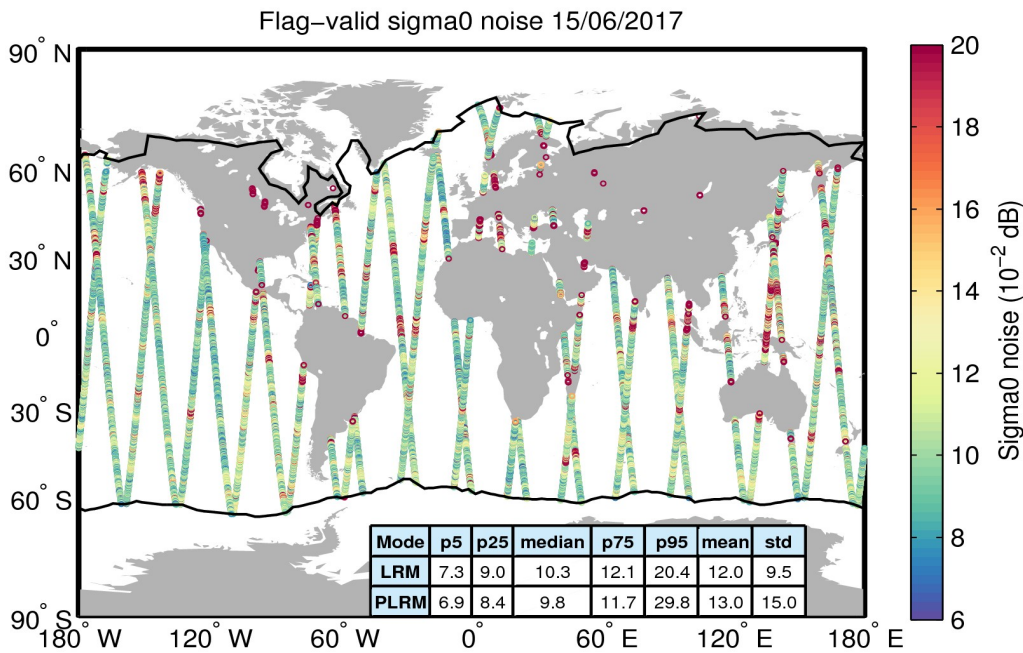 Flag−valid sigma0 noise 15/06/2017
90° N
60° N
30° N
0°
30° S
60° S
90° S
180° W
120° W
60° W
0°
60° E
120° E
180° E
20
18
16
14
12
10
8
6
Sigma0 noise (10⁻² dB)
Mode p5 p25 median p75 p95 mean std
LRM 7.3 9.0 10.3 12.1 20.4 12.0 9.5
PLRM 6.9 8.4 9.8 11.7 29.8 13.0 15.0